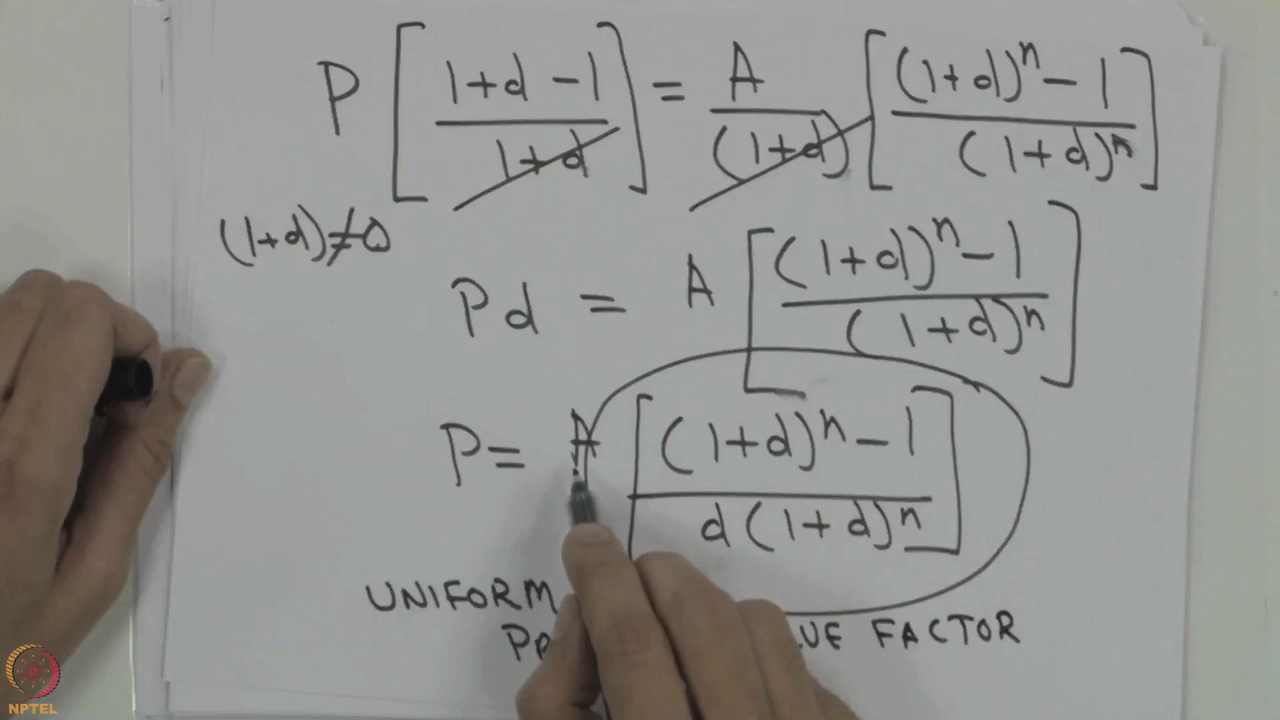 P [ (1+d -1)/(1+d) ] = A/(1+d) [ ((1+d)^n - 1)/((1+d)^n) ]
(1+d) ≠ 0
Pd = A [ ((1+d)^n - 1)/((1+d)^n) ]
P = A [ ((1+d)^n - 1)/(d(1+d)^n) ]
UNIFORM
FACTOR
NPTEL